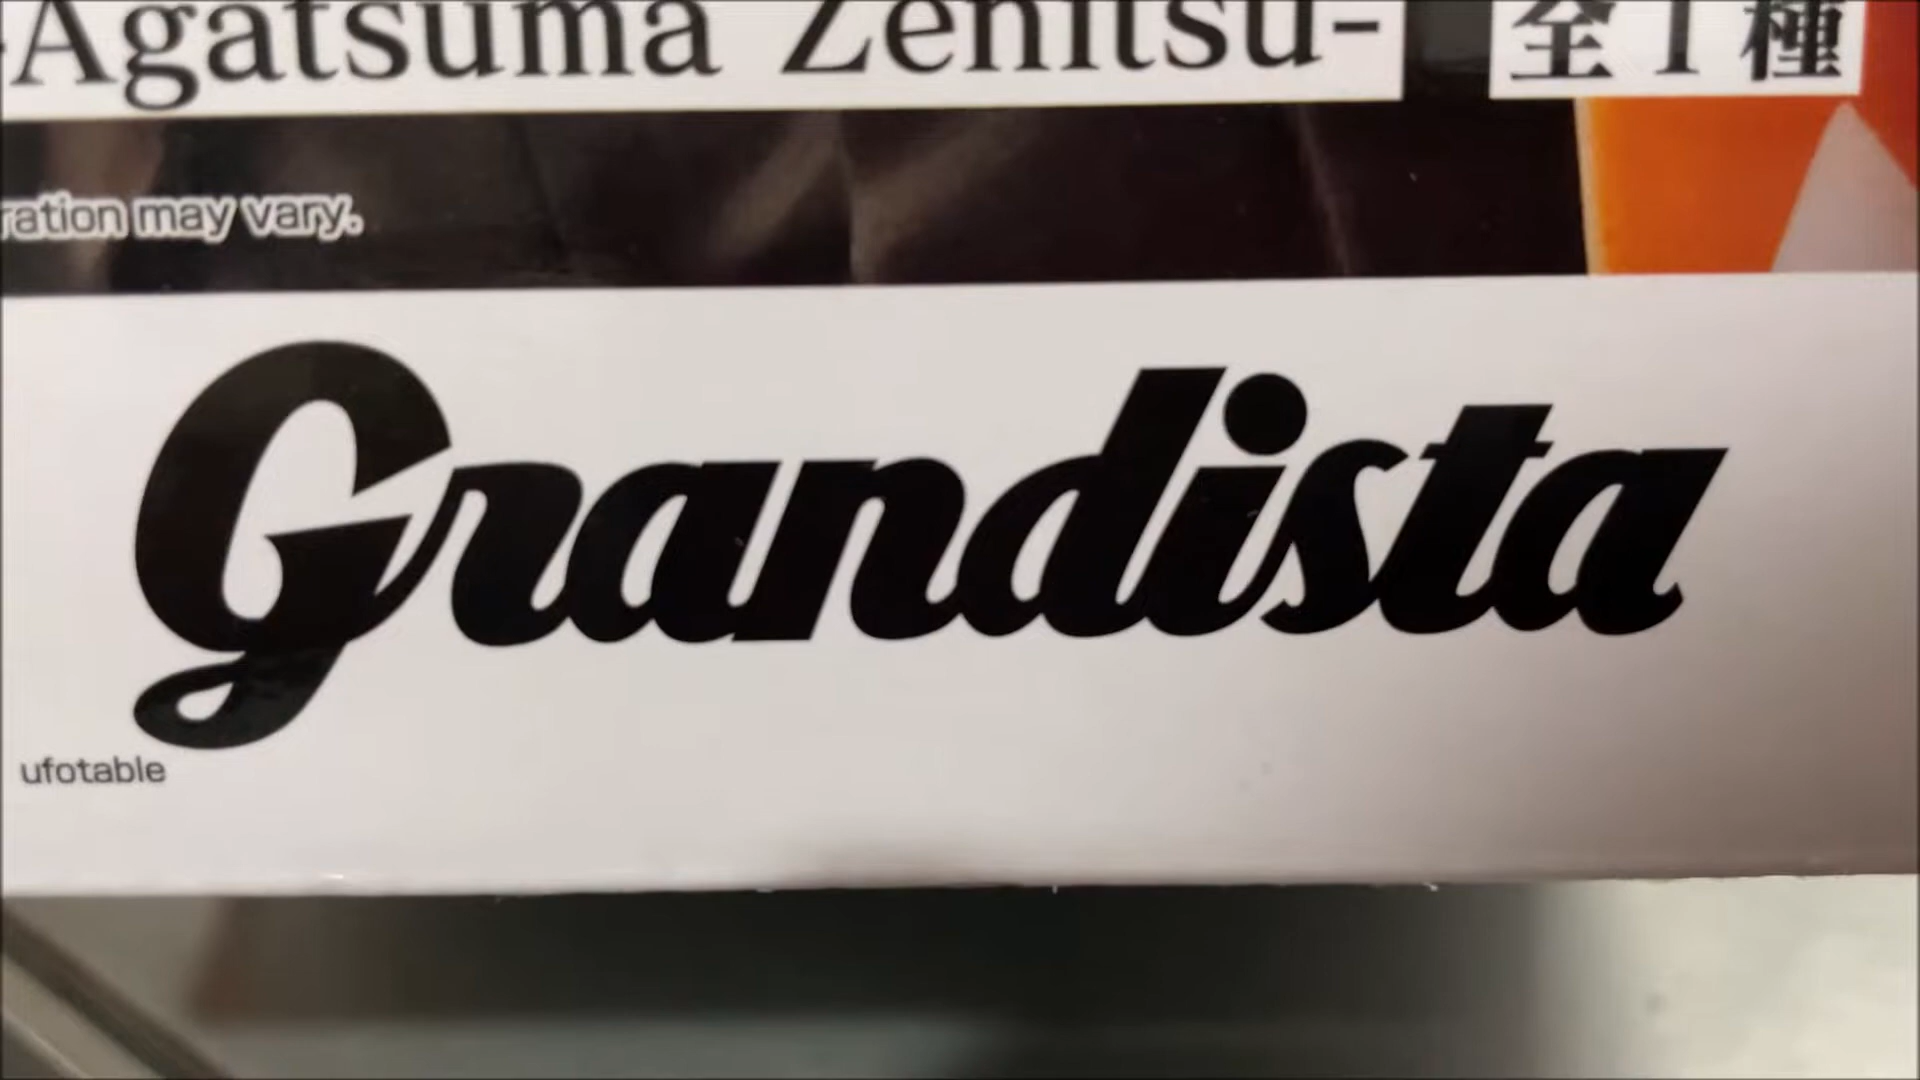 -Agatsuma Zenitsu- 全1種
ration may vary.
Grandista
ufotable